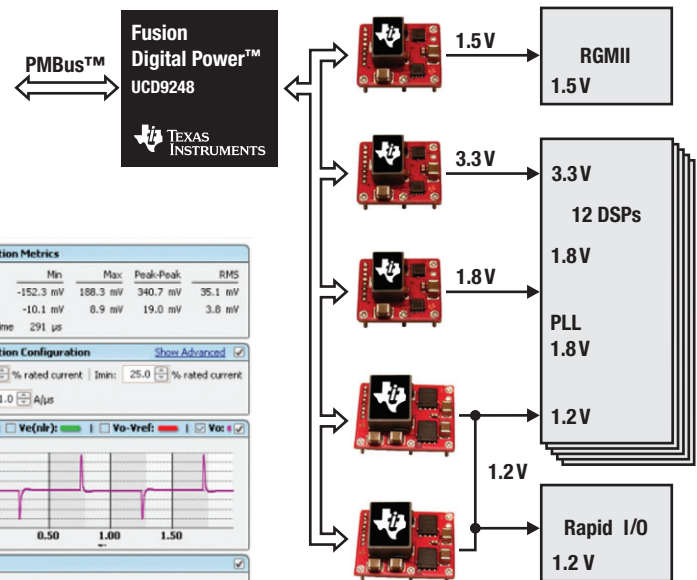 PMBus™
Fusion
Digital Power™
UCD9248
TEXAS
INSTRUMENTS
1.5 V
RGMII
1.5 V
3.3 V
3.3 V
12 DSPs
1.8 V
1.8 V
PLL
1.8 V
1.2 V
1.2 V
Rapid I/O
1.2 V
tion Metrics
Min Max Peak-Peak RMS
-152.3 mV 188.3 mV 340.7 mV 35.1 mV
-10.1 mV 8.9 mV 19.0 mV 3.8 mV
ime 291 µs
tion Configuration Show Advanced
% rated current | Imin: 25.0 % rated current
1.0 A/µs
| Ve(nlr): | Vo-Vref: | Vo:
0.50 1.00 1.50